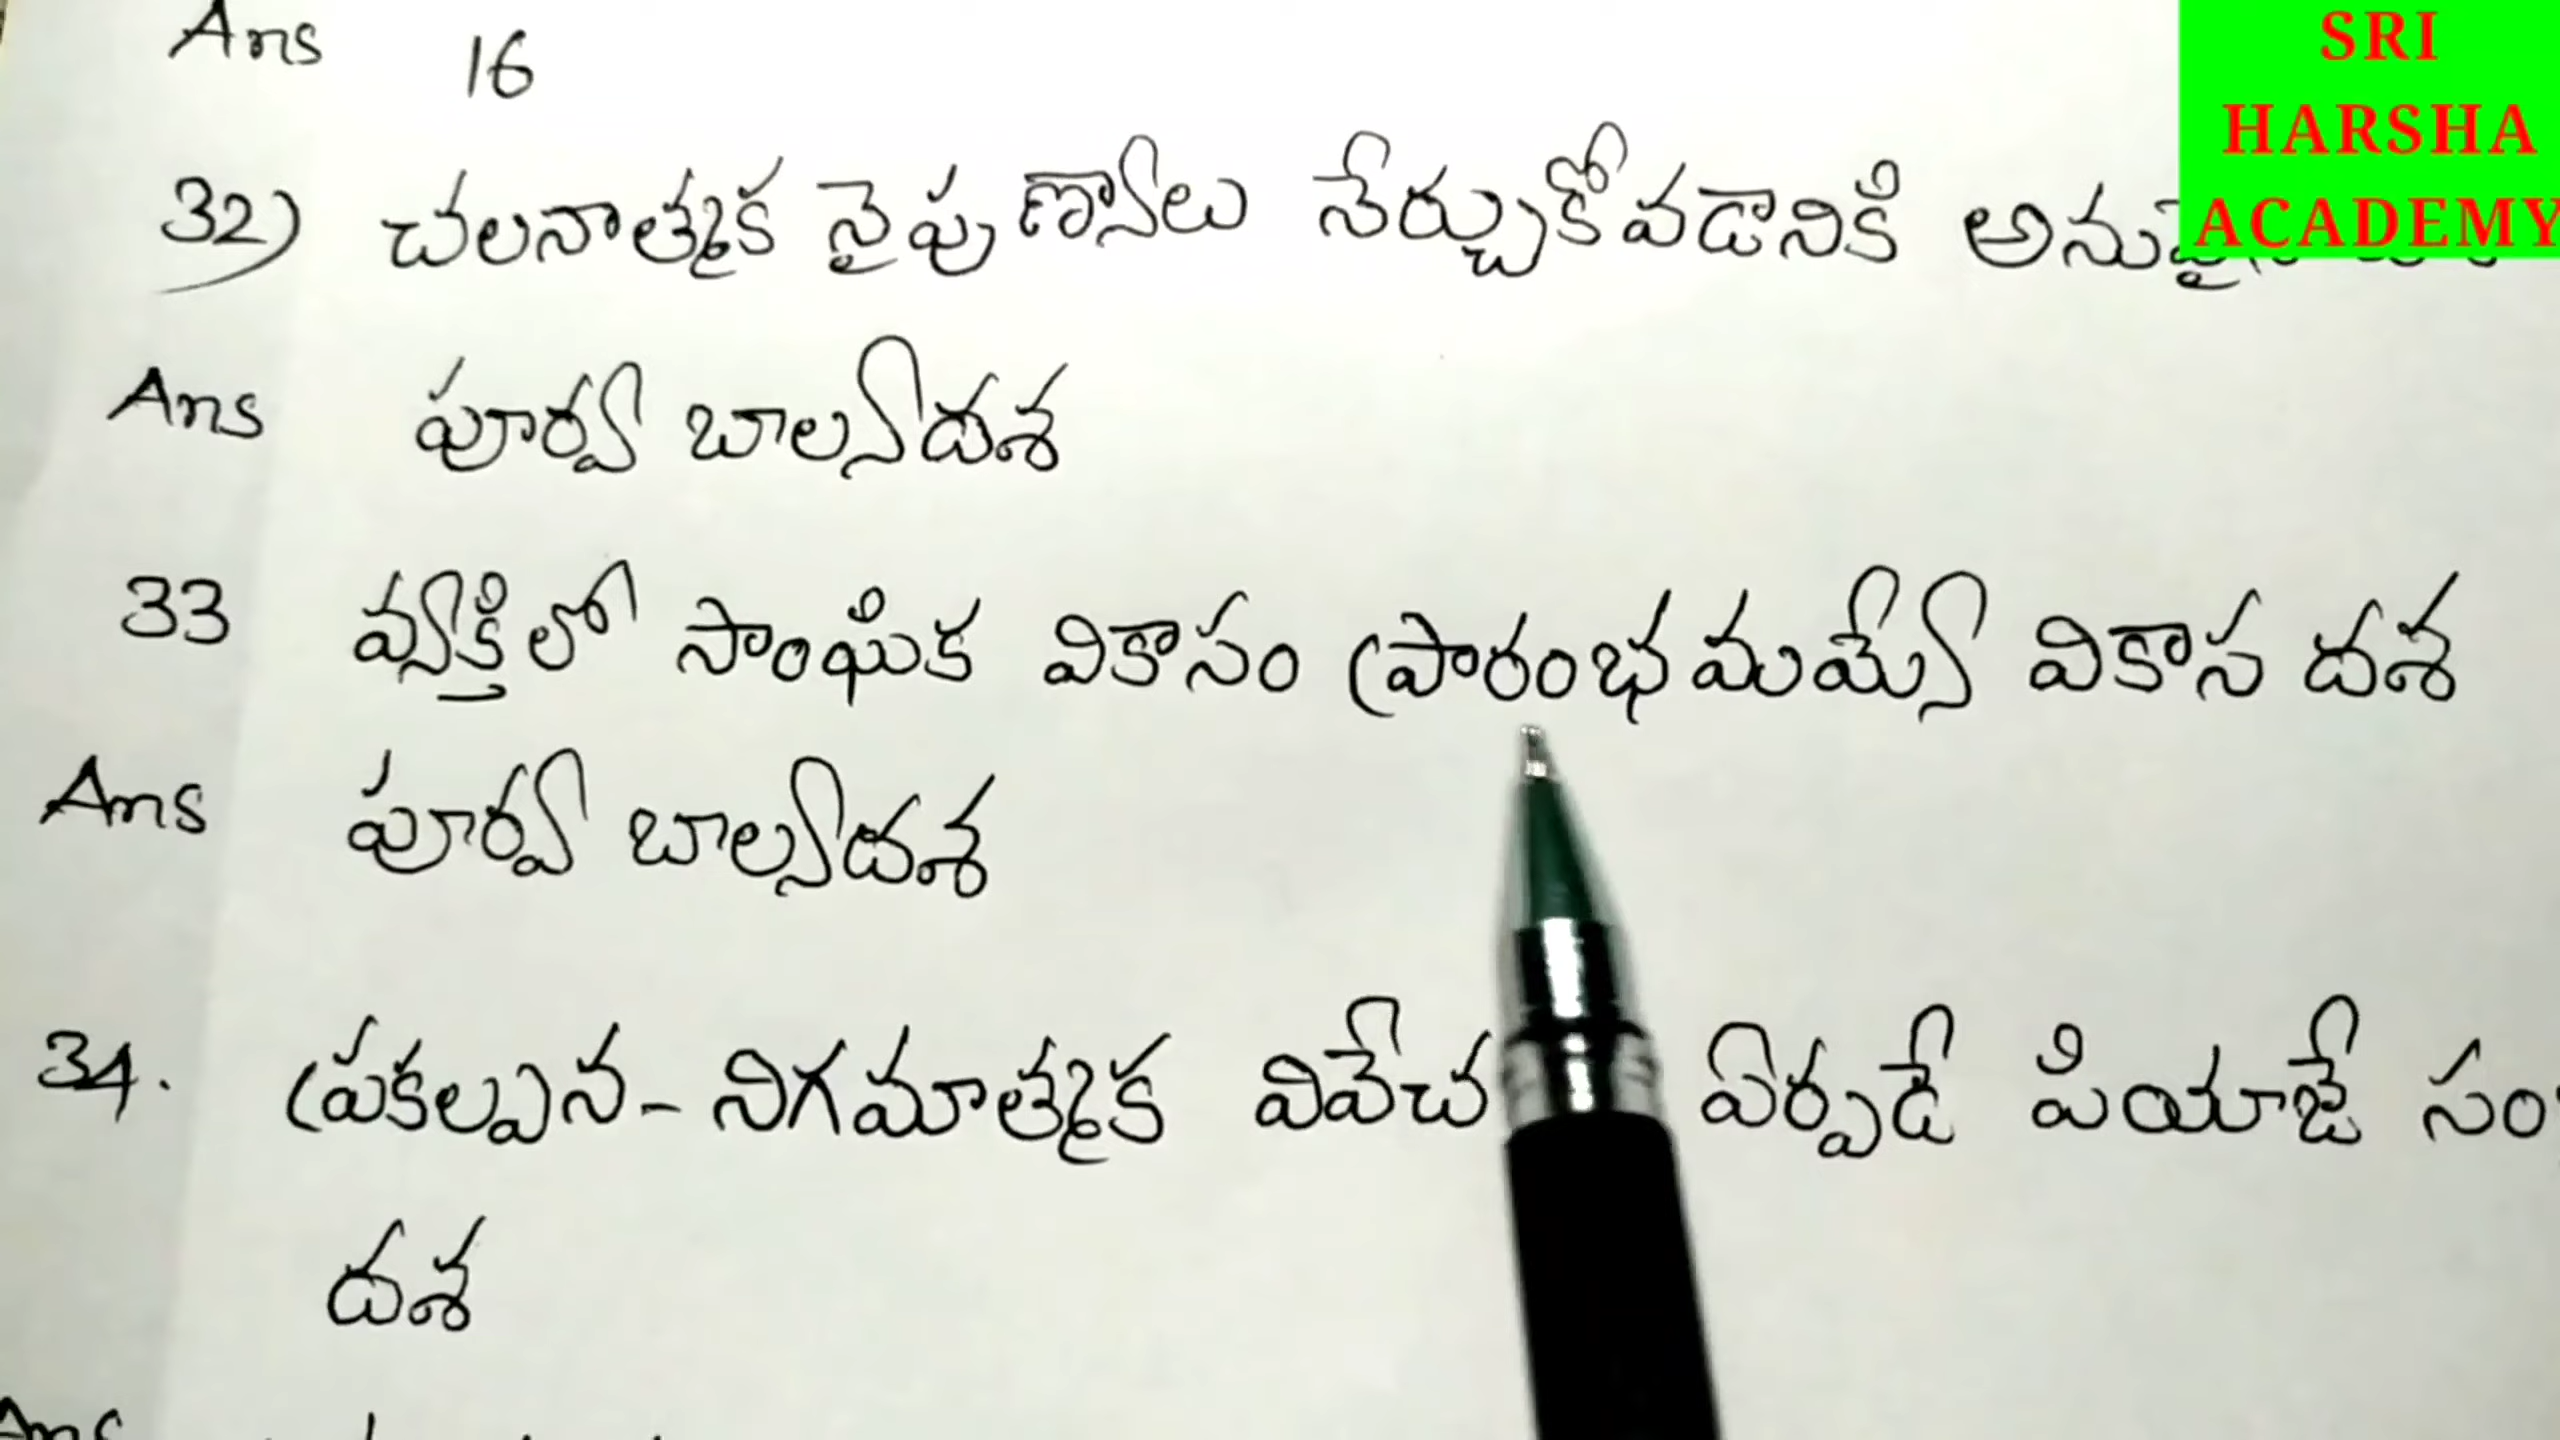 Ans 16
SRI
HARSHA
ACADEMY
32) చలనాత్మక నైపుణ్యాలు నేర్చుకోవడానికి
Ans పూర్వ బాల్యదశ
33 వ్యక్తిలో సాంఘిక వికాసం ప్రారంభమయ్యే వికాస దశ
Ans పూర్వ బాల్యదశ
34. ప్రకల్పన - నిగమాత్మక ఏర్పడే పియాజే
దశ
Ans